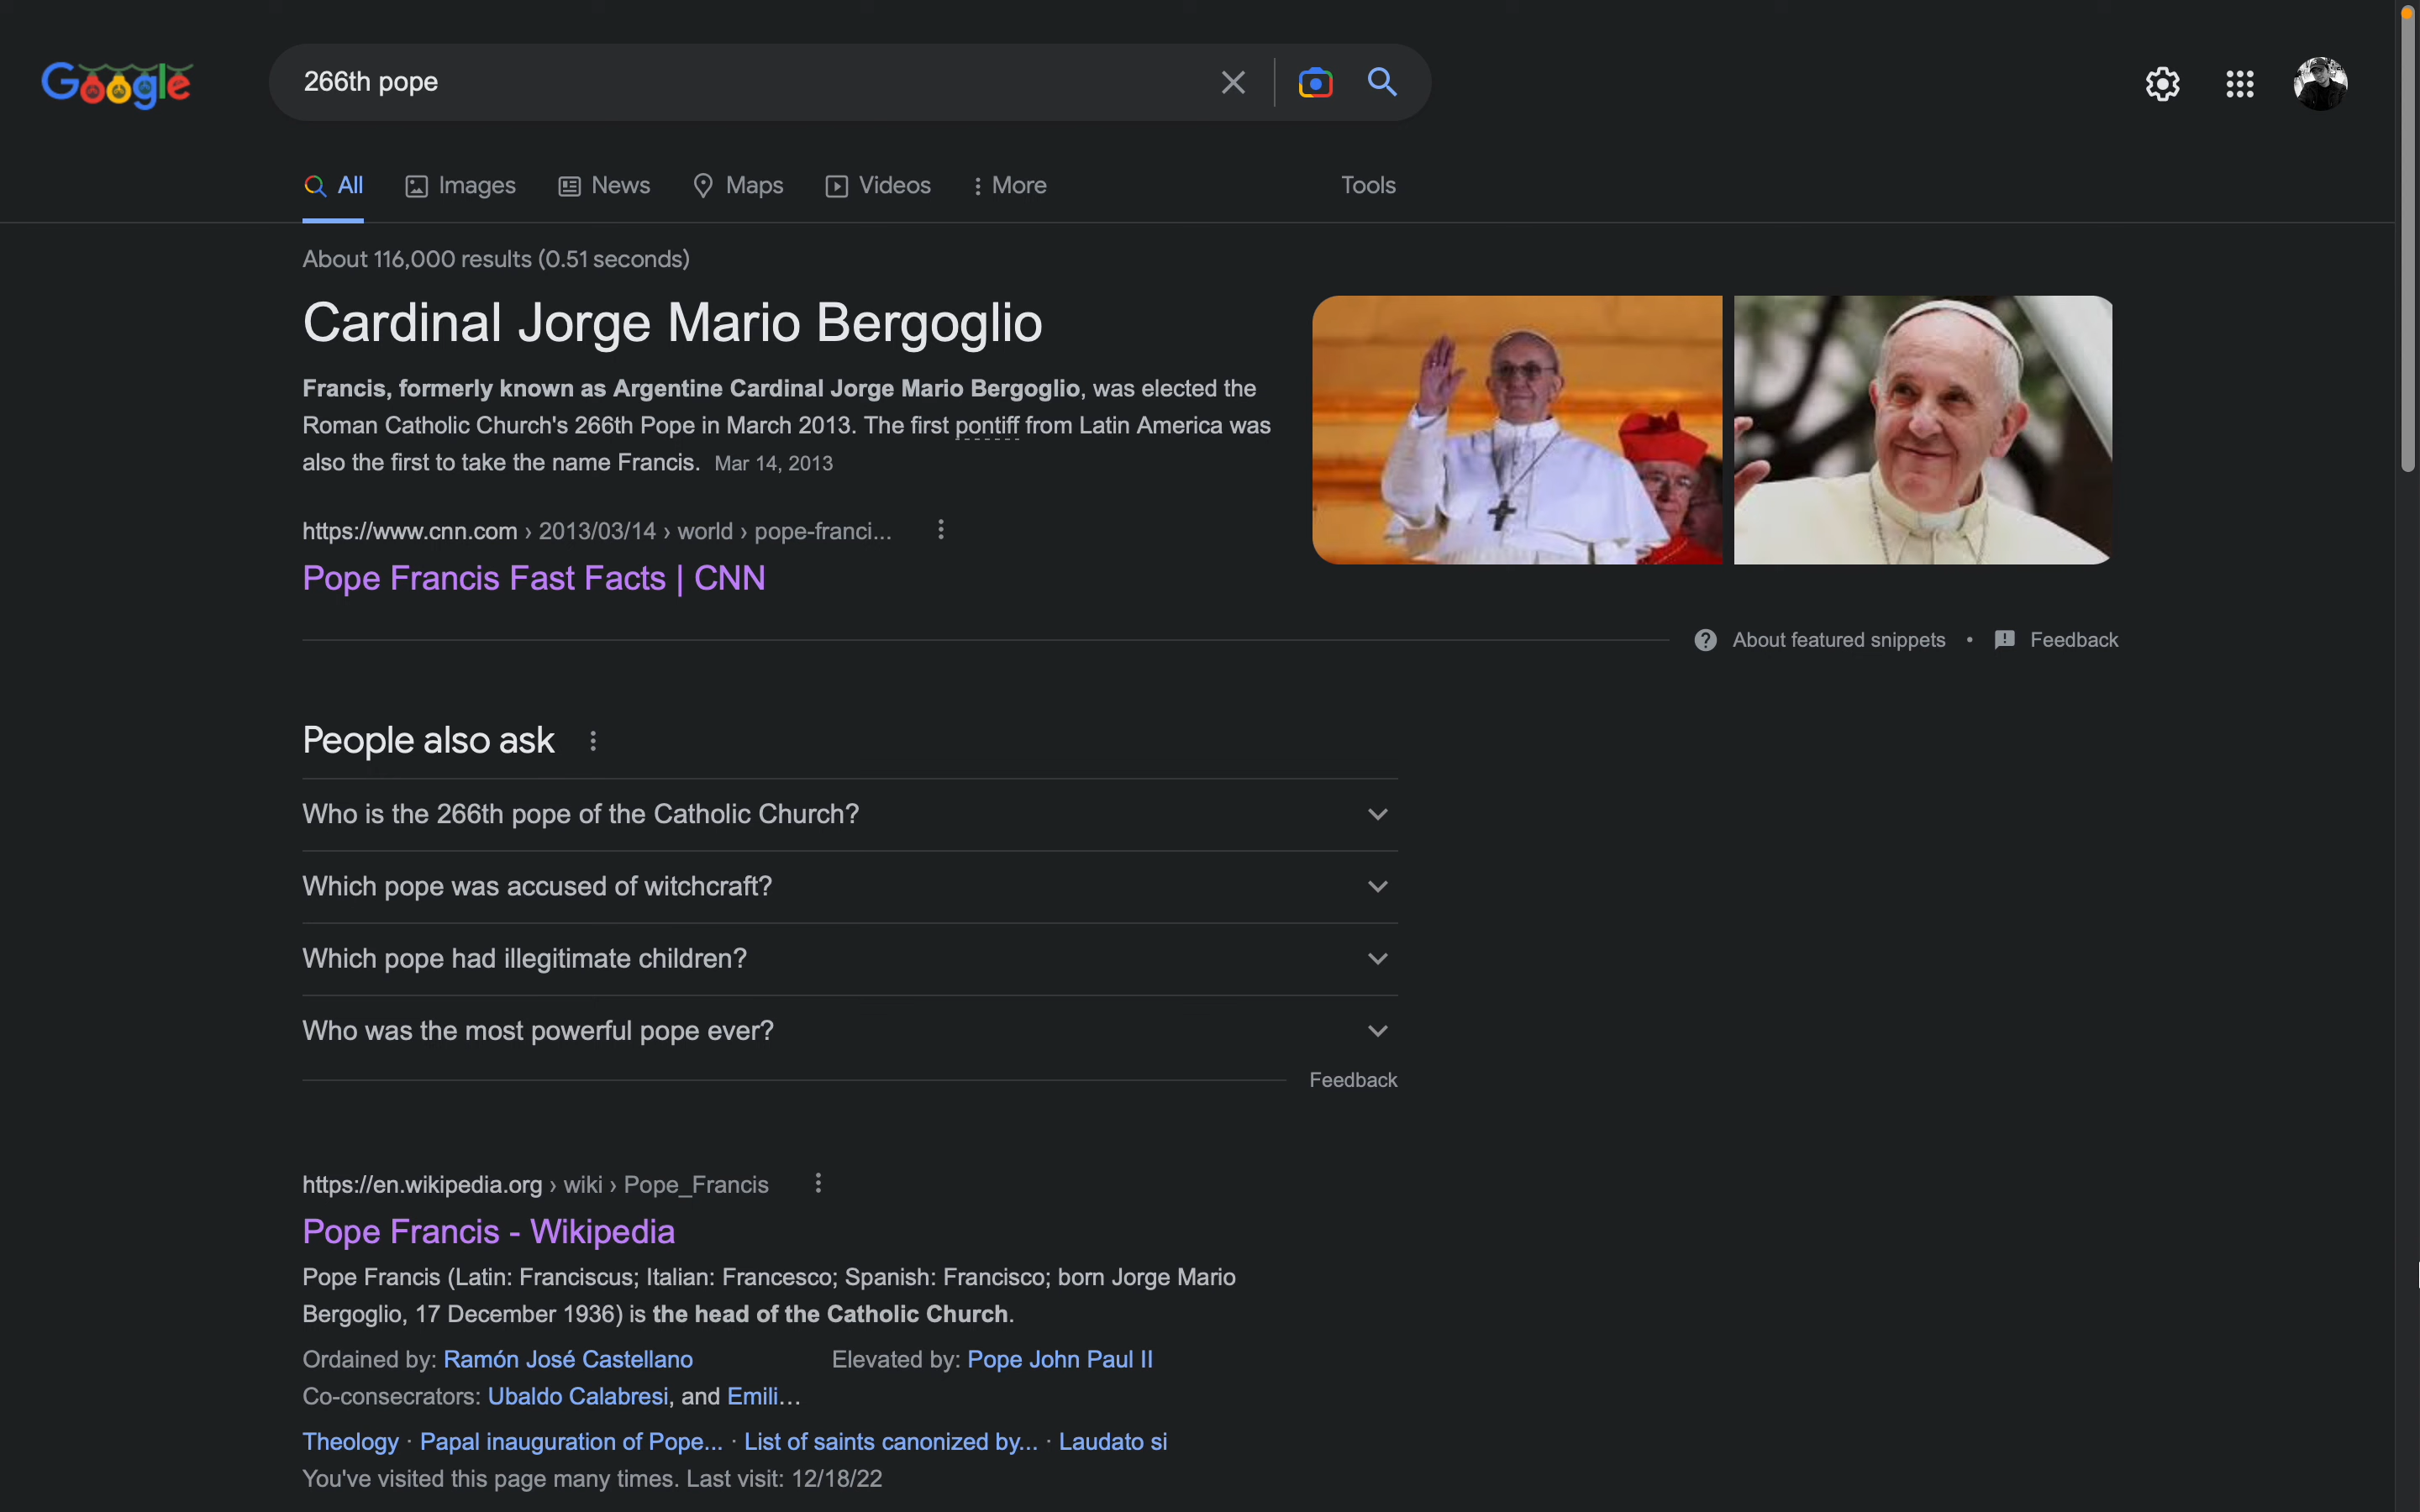 Google
266th pope
All
Images
News
Maps
Videos
More
Tools
About 116,000 results (0.51 seconds)
Cardinal Jorge Mario Bergoglio
Francis, formerly known as Argentine Cardinal Jorge Mario Bergoglio, was elected the
Roman Catholic Church's 266th Pope in March 2013. The first pontiff from Latin America was
also the first to take the name Francis. Mar 14, 2013
https://www.cnn.com › 2013/03/14 › world › pope-franci...
Pope Francis Fast Facts | CNN
About featured snippets • Feedback
People also ask
Who is the 266th pope of the Catholic Church?
Which pope was accused of witchcraft?
Which pope had illegitimate children?
Who was the most powerful pope ever?
Feedback
https://en.wikipedia.org › wiki › Pope_Francis
Pope Francis - Wikipedia
Pope Francis (Latin: Franciscus; Italian: Francesco; Spanish: Francisco; born Jorge Mario
Bergoglio, 17 December 1936) is the head of the Catholic Church.
Ordained by: Ramón José Castellano Elevated by: Pope John Paul II
Co-consecrators: Ubaldo Calabresi, and Emili...
Theology · Papal inauguration of Pope... · List of saints canonized by... · Laudato si
You've visited this page many times. Last visit: 12/18/22